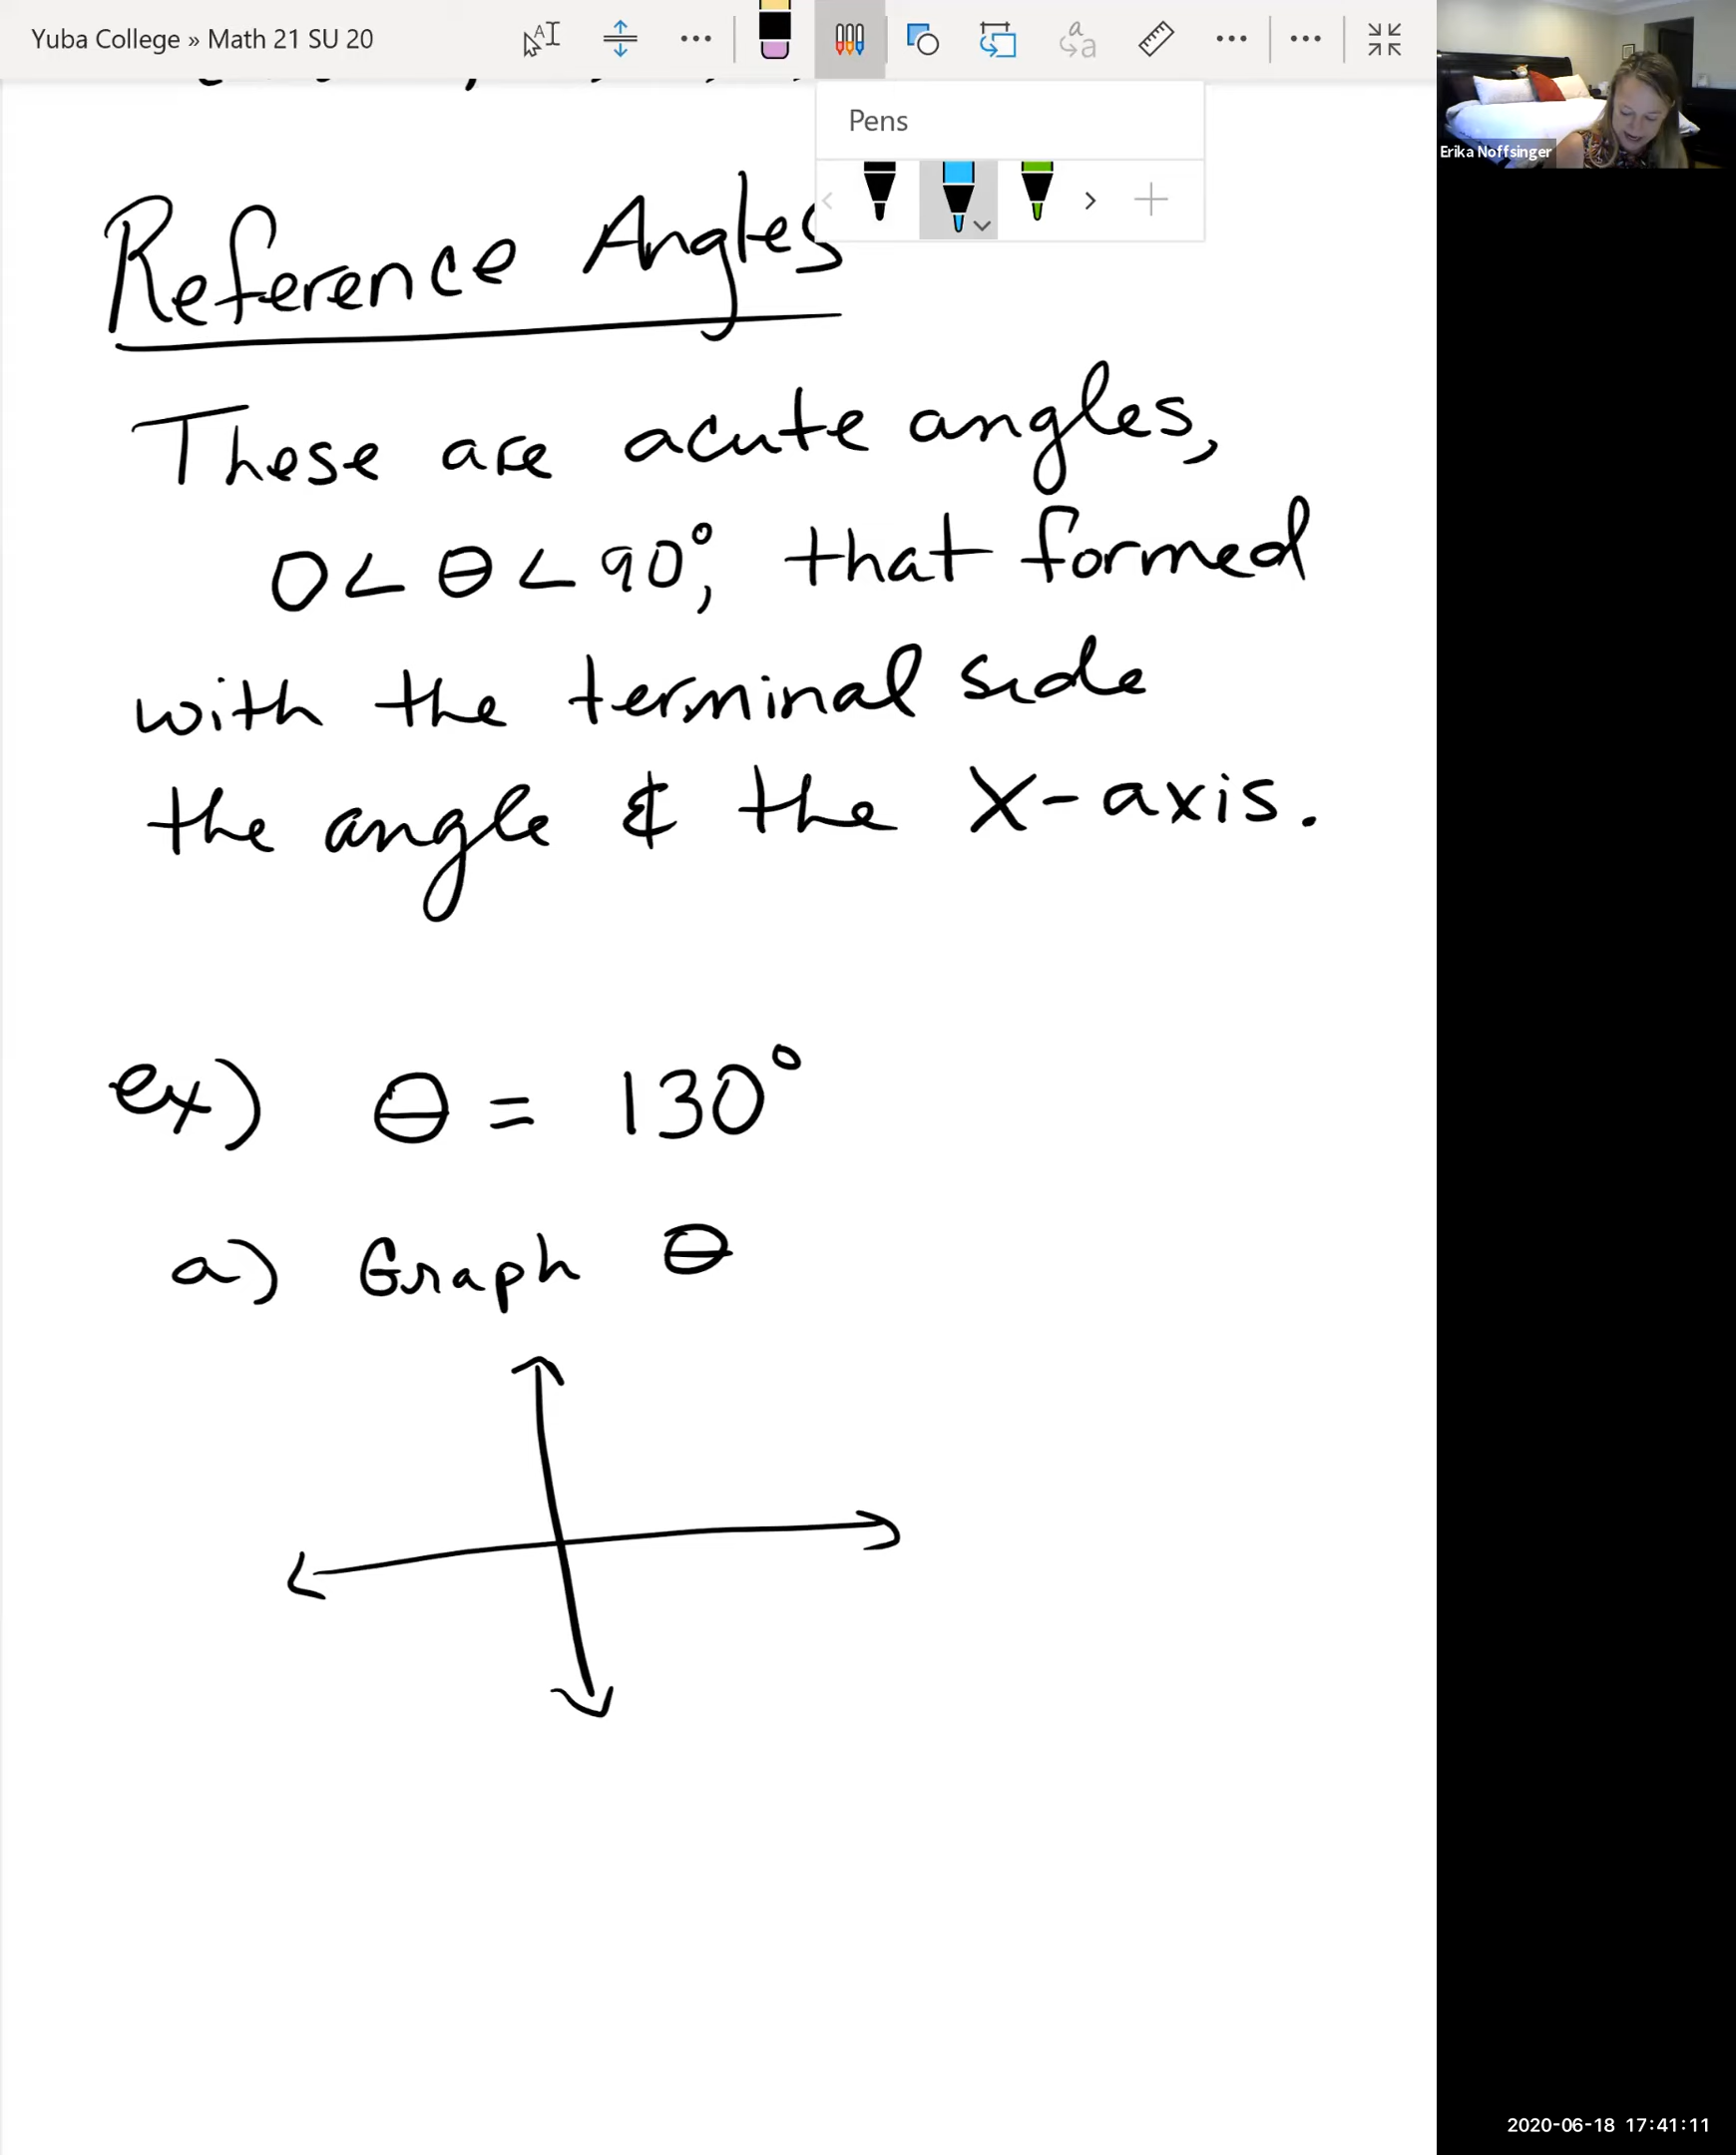 Yuba College » Math 21 SU 20
Pens
Erika Noffsinger
Reference Angles
These are acute angles,
0 < θ < 90°, that formed
with the terminal side
the angle & the x-axis.
ex) θ = 130°
a) Graph θ
2020-06-18 17:41:11